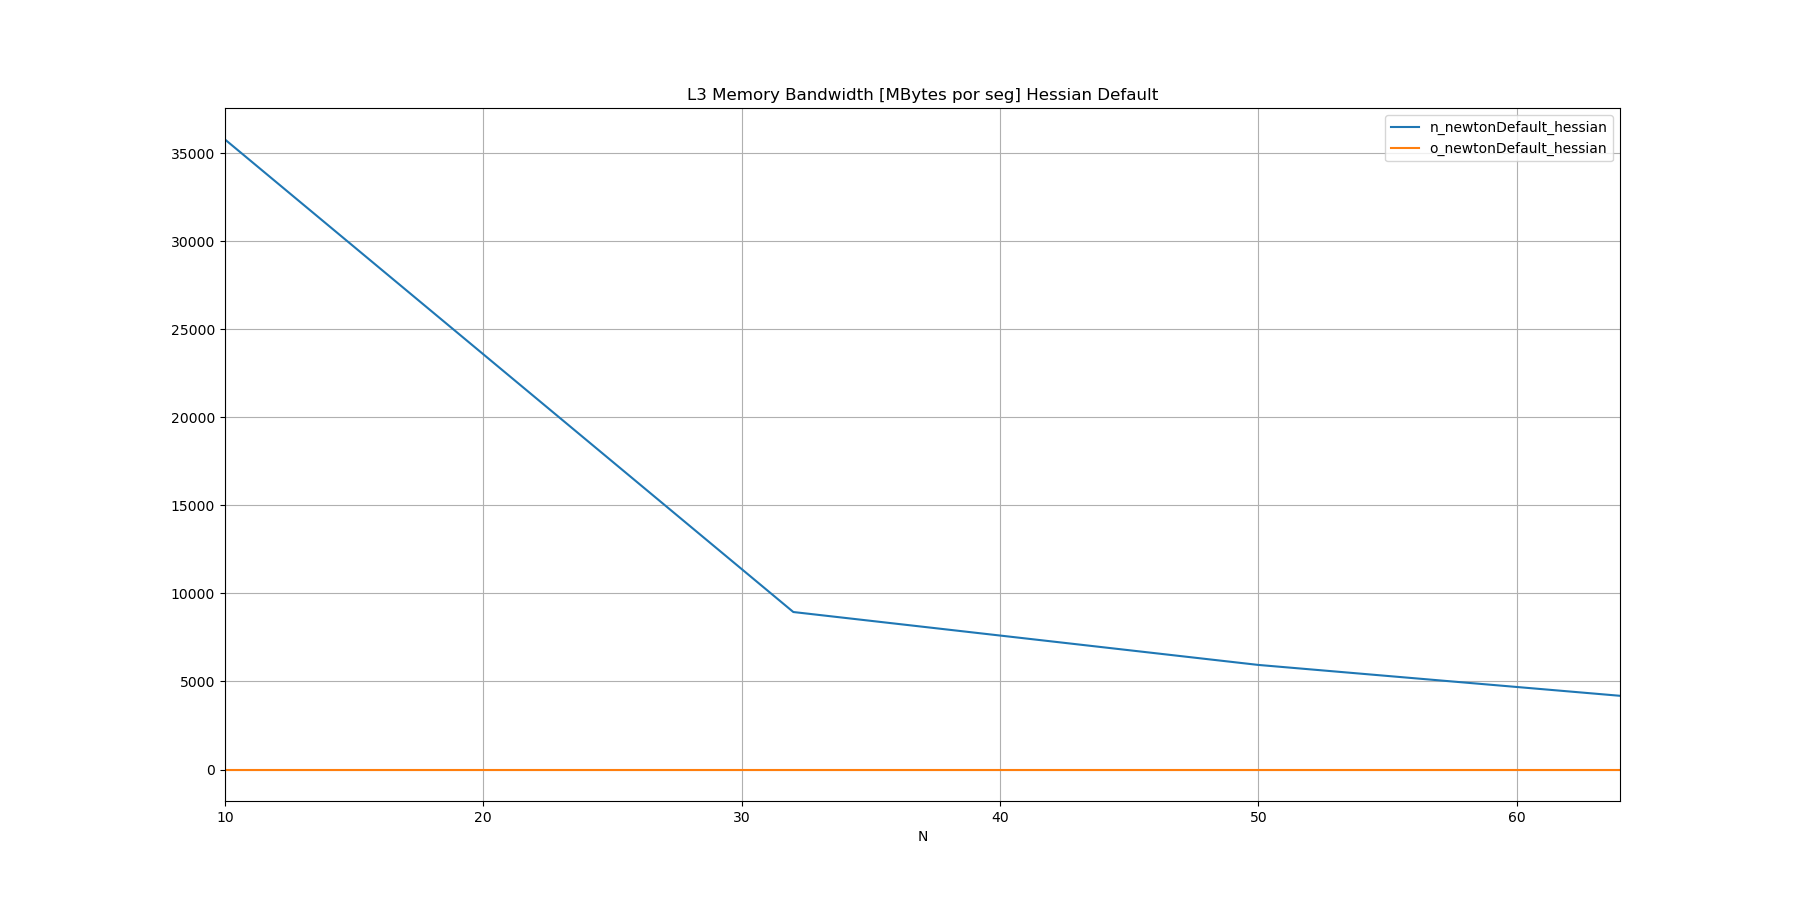 L3 Memory Bandwidth [MBytes por seg] Hessian Default
n_newtonDefault_hessian
o_newtonDefault_hessian
35000
30000
25000
20000
15000
10000
5000
0
10 20 30 40 50 60
N